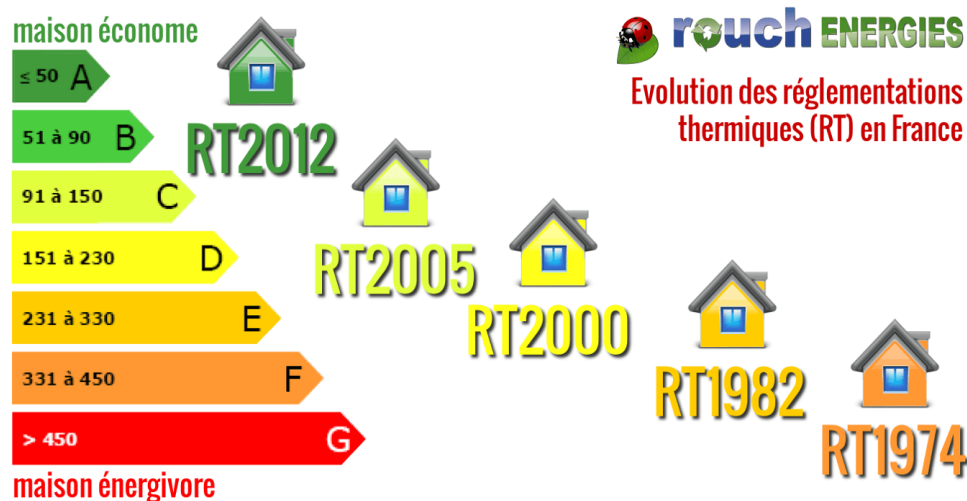 maison économe
≤ 50 A
51 à 90 B
91 à 150 C
151 à 230 D
231 à 330 E
331 à 450 F
> 450 G
maison énergivore
rouch ENERGIES
Evolution des réglementations
thermiques (RT) en France
RT2012
RT2005
RT2000
RT1982
RT1974